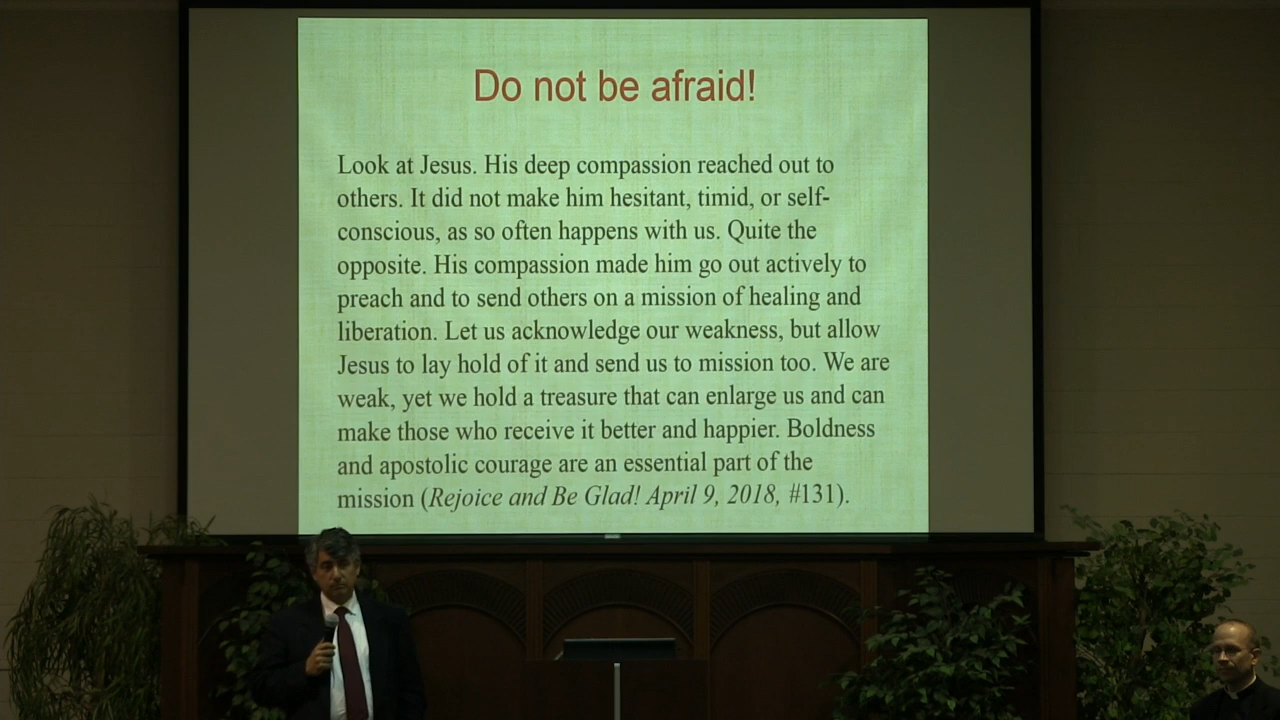 Do not be afraid!
Look at Jesus. His deep compassion reached out to
others. It did not make him hesitant, timid, or self-
conscious, as so often happens with us. Quite the
opposite. His compassion made him go out actively to
preach and to send others on a mission of healing and
liberation. Let us acknowledge our weakness, but allow
Jesus to lay hold of it and send us to mission too. We are
weak, yet we hold a treasure that can enlarge us and can
make those who receive it better and happier. Boldness
and apostolic courage are an essential part of the
mission (Rejoice and Be Glad! April 9, 2018, #131).